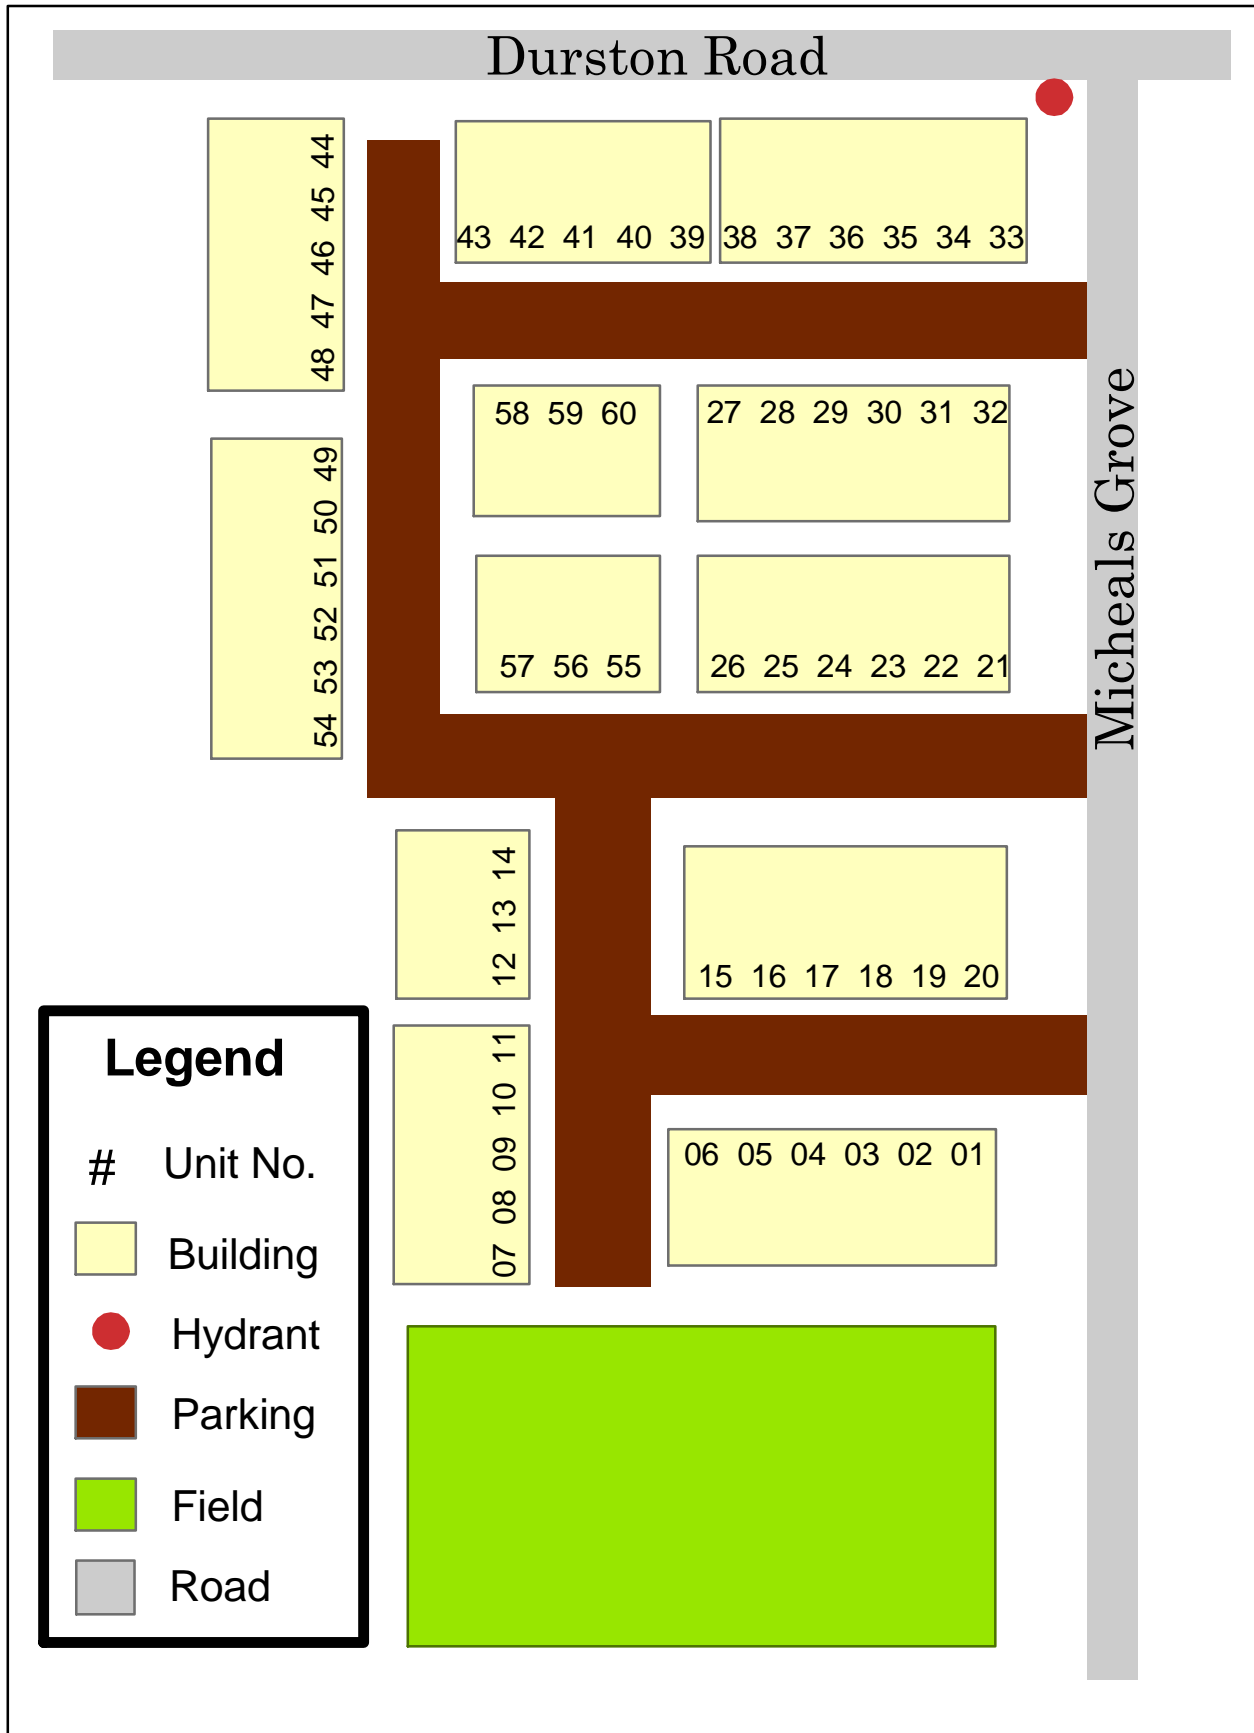 Durston Road
44
45
46
47
48
43 42 41 40 39
38 37 36 35 34 33
Micheals Grove
49
50
51
52
53
54
58 59 60
27 28 29 30 31 32
57 56 55
26 25 24 23 22 21
14
13
12
15 16 17 18 19 20
11
10
09
08
07
06 05 04 03 02 01
Legend
# Unit No.
Building
Hydrant
Parking
Field
Road